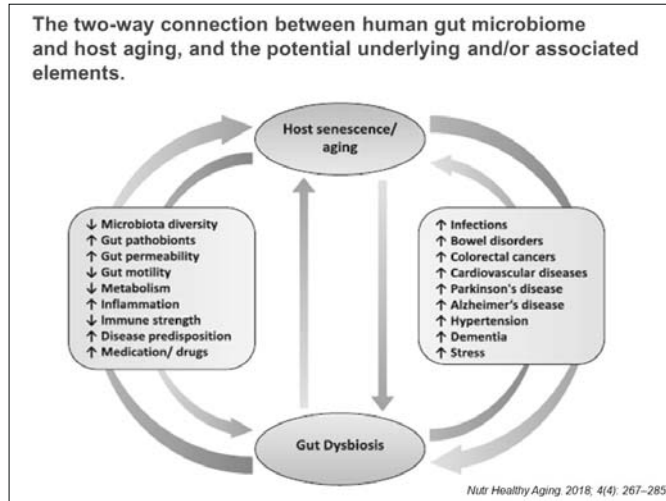 The two-way connection between human gut microbiome
and host aging, and the potential underlying and/or associated
elements.
Host senescence/
aging
↓ Microbiota diversity
↑ Gut pathobionts
↑ Gut permeability
↓ Gut motility
↓ Metabolism
↑ Inflammation
↓ Immune strength
↑ Disease predisposition
↑ Medication/ drugs
↑ Infections
↑ Bowel disorders
↑ Colorectal cancers
↑ Cardiovascular diseases
↑ Parkinson's disease
↑ Alzheimer's disease
↑ Hypertension
↑ Dementia
↑ Stress
Gut Dysbiosis
Nutr Healthy Aging. 2018; 4(4): 267–285